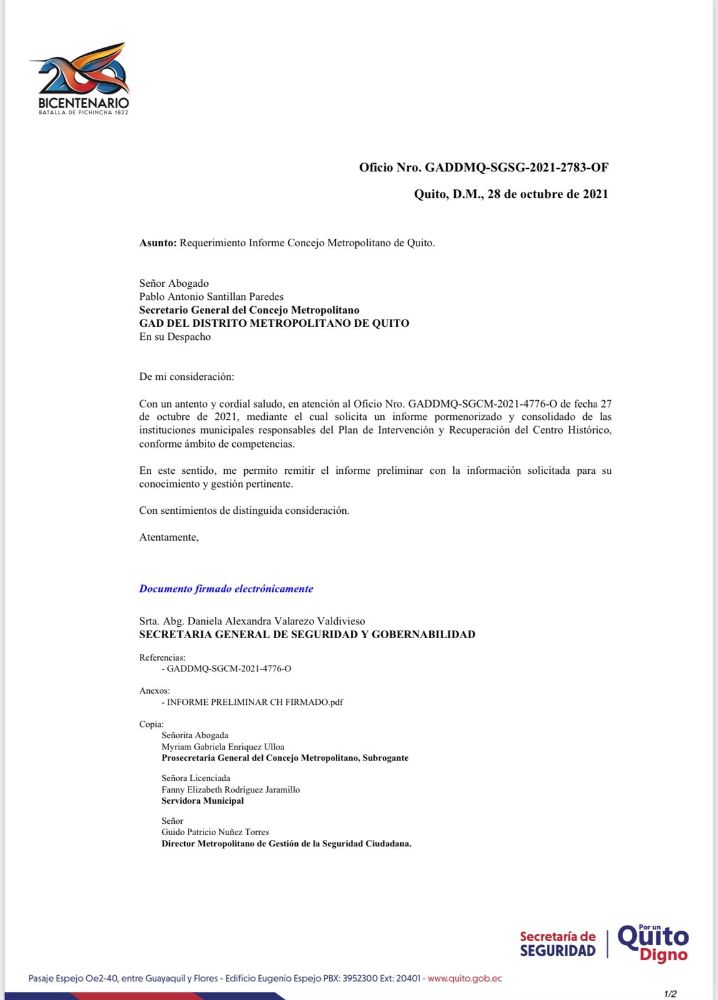 200
BICENTENARIO
BATALLA DE PICHINCHA 1822
Oficio Nro. GADDMQ-SGSG-2021-2783-OF
Quito, D.M., 28 de octubre de 2021
Asunto: Requerimiento Informe Concejo Metropolitano de Quito.
Señor Abogado
Pablo Antonio Santillan Paredes
Secretario General del Concejo Metropolitano
GAD DEL DISTRITO METROPOLITANO DE QUITO
En su Despacho
De mi consideración:
Con un antento y cordial saludo, en atención al Oficio Nro. GADDMQ-SGCM-2021-4776-O de fecha 27
de octubre de 2021, mediante el cual solicita un informe pormenorizado y consolidado de las
instituciones municipales responsables del Plan de Intervención y Recuperación del Centro Histórico,
conforme ámbito de competencias.
En este sentido, me permito remitir el informe preliminar con la información solicitada para su
conocimiento y gestión pertinente.
Con sentimientos de distinguida consideración.
Atentamente,
Documento firmado electrónicamente
Srta. Abg. Daniela Alexandra Valarezo Valdivieso
SECRETARIA GENERAL DE SEGURIDAD Y GOBERNABILIDAD
Referencias:
- GADDMQ-SGCM-2021-4776-O
Anexos:
- INFORME PRELIMINAR CH FIRMADO.pdf
Copia:
Señorita Abogada
Myriam Gabriela Enriquez Ulloa
Prosecretaria General del Concejo Metropolitano, Subrogante
Señora Licenciada
Fanny Elizabeth Rodriguez Jaramillo
Servidora Municipal
Señor
Guido Patricio Nuñez Torres
Director Metropolitano de Gestión de la Seguridad Ciudadana.
Secretaría de
SEGURIDAD
Por un
Quito
Digno
Pasaje Espejo Oe2-40, entre Guayaquil y Flores - Edificio Eugenio Espejo PBX: 3952300 Ext: 20401 - www.quito.gob.ec
1/2